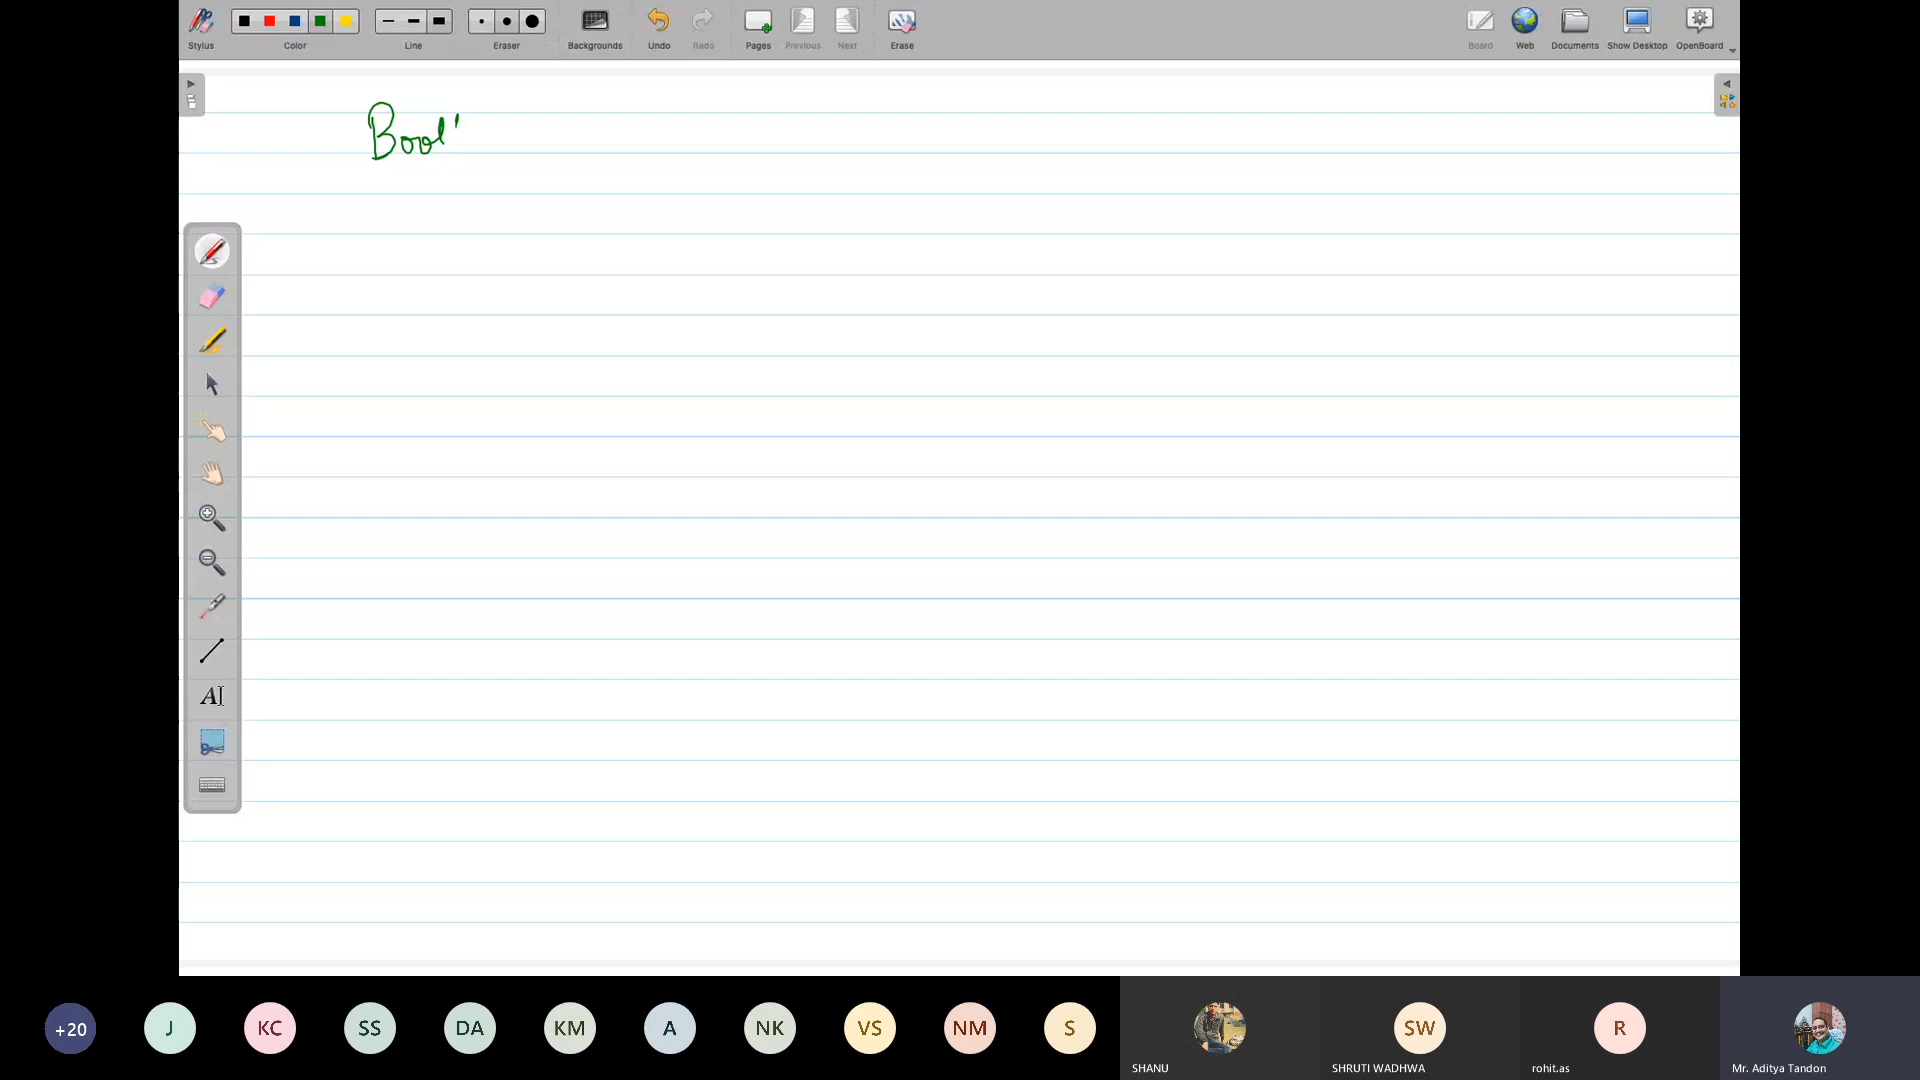 Stylus
Color
Line
Eraser
Backgrounds
Undo
Redo
Pages
Previous
Next
Erase
Board
Web
Documents
Show Desktop
OpenBoard
Bool'
A
+20
J
KC
SS
DA
KM
A
NK
VS
NM
S
SW
R
SHANU
SHRUTI WADHWA
rohit.as
Mr. Aditya Tandon